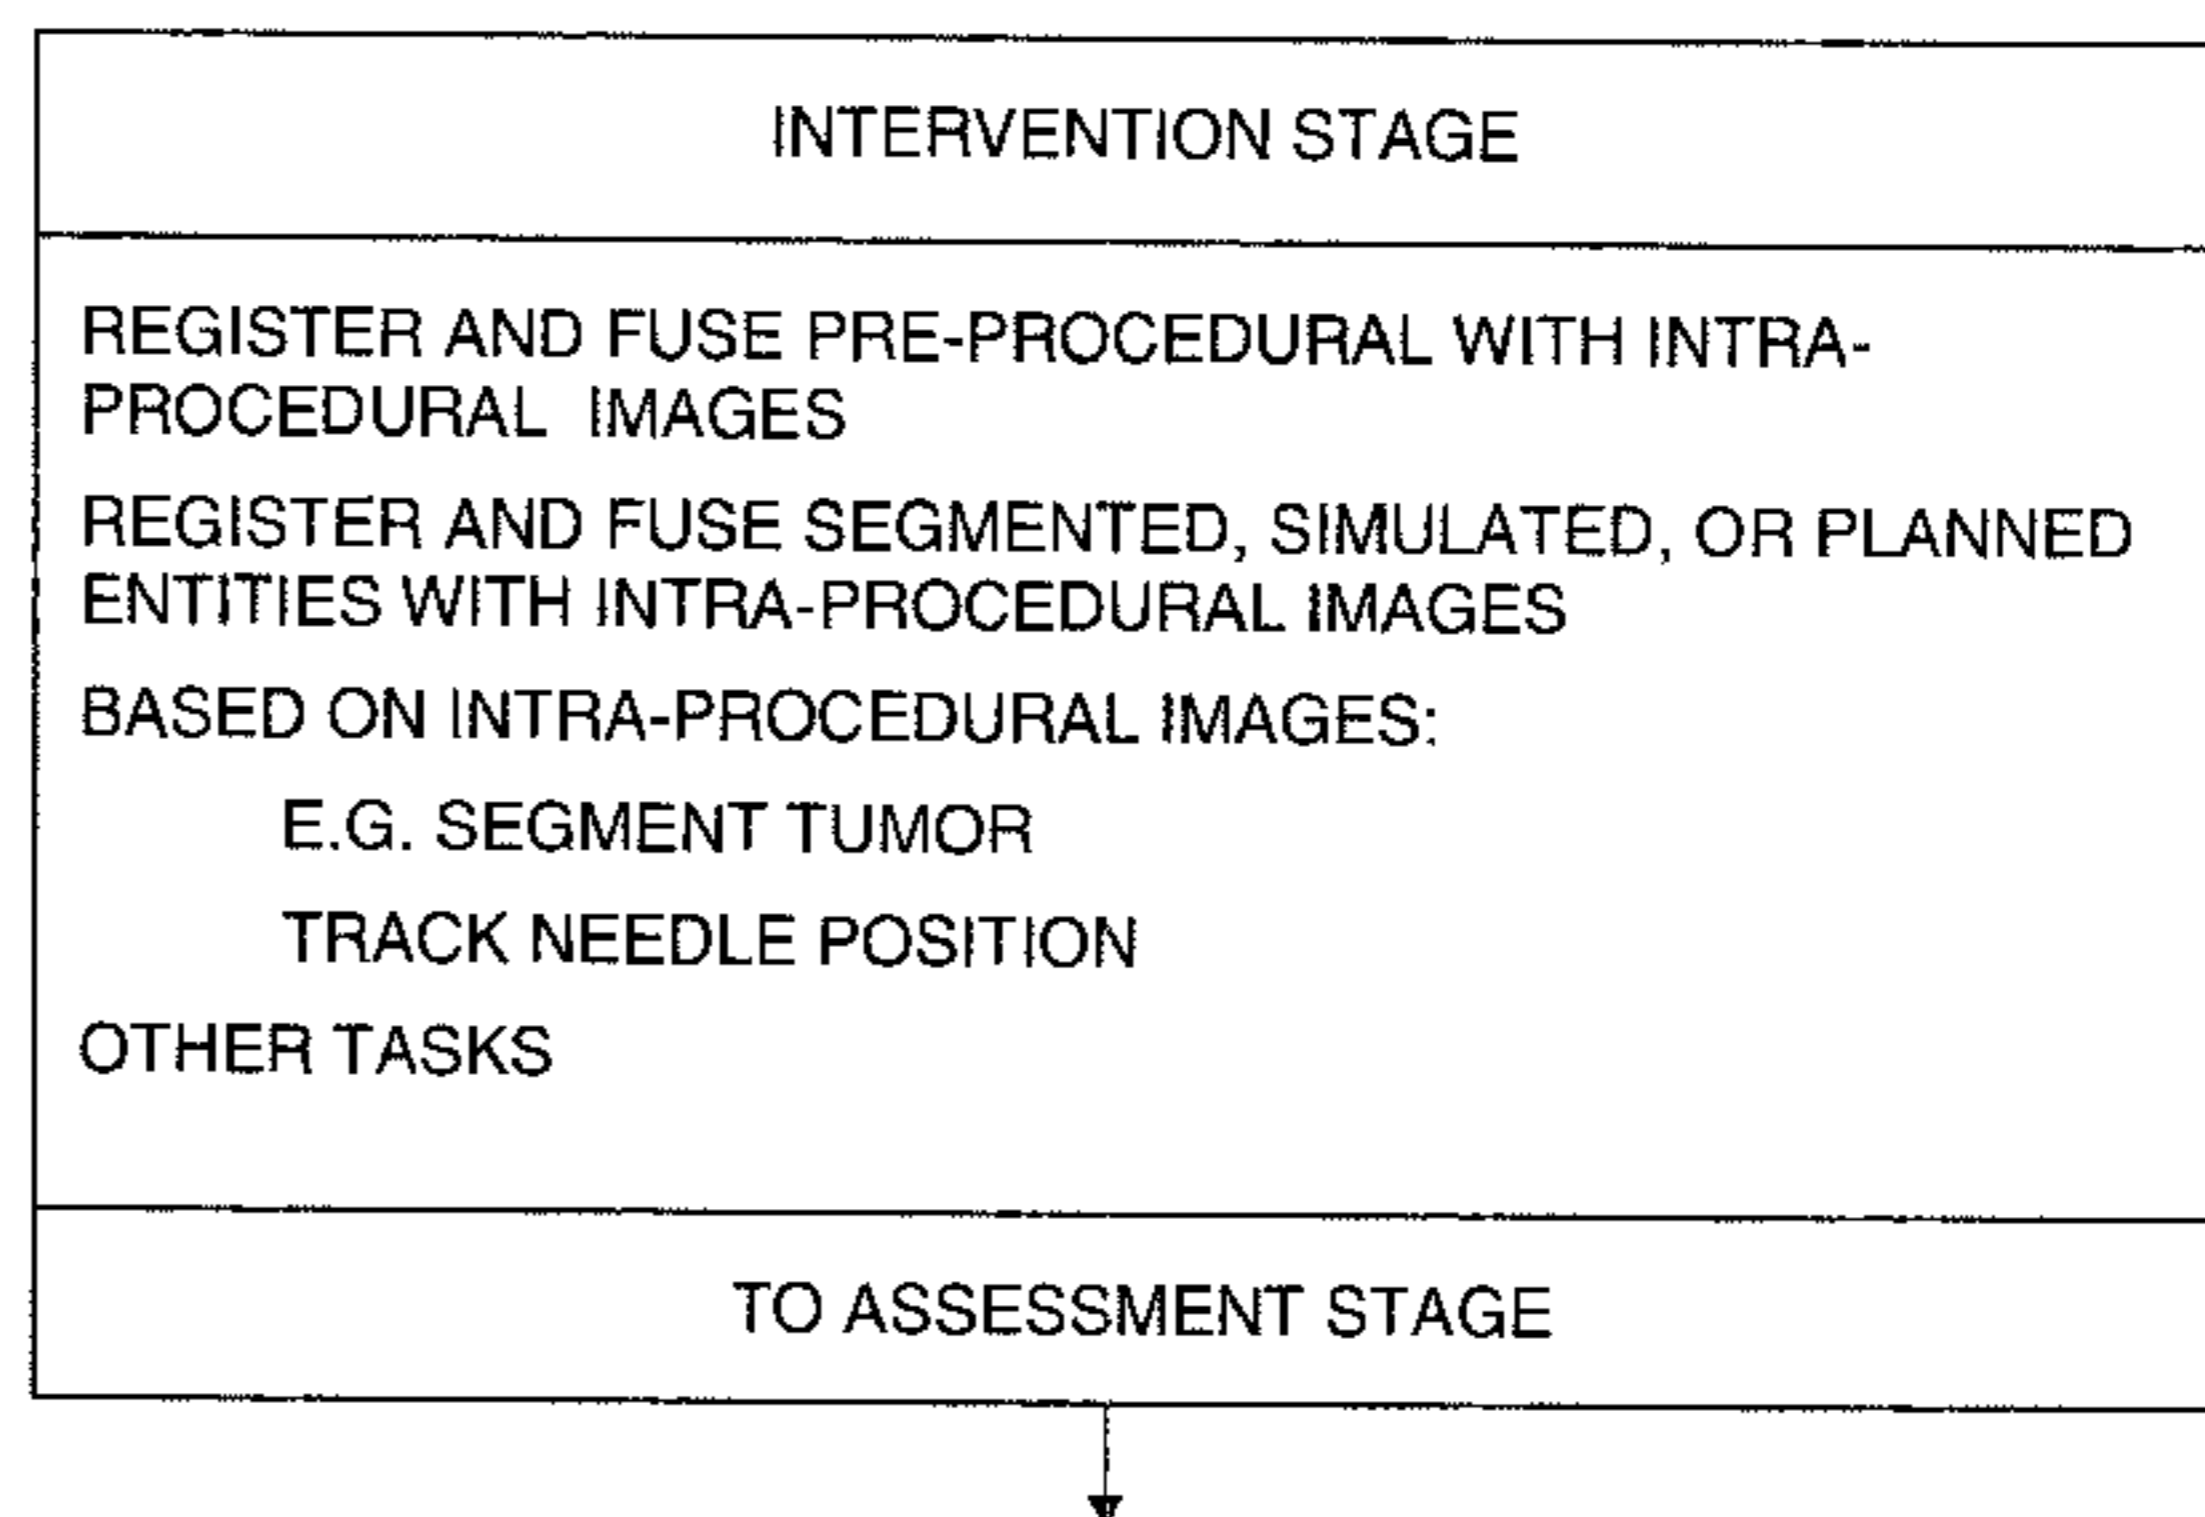 INTERVENTION STAGE
REGISTER AND FUSE PRE-PROCEDURAL WITH INTRA-
PROCEDURAL IMAGES
REGISTER AND FUSE SEGMENTED, SIMULATED, OR PLANNED
ENTITIES WITH INTRA-PROCEDURAL IMAGES
BASED ON INTRA-PROCEDURAL IMAGES:
E.G. SEGMENT TUMOR
TRACK NEEDLE POSITION
OTHER TASKS
TO ASSESSMENT STAGE